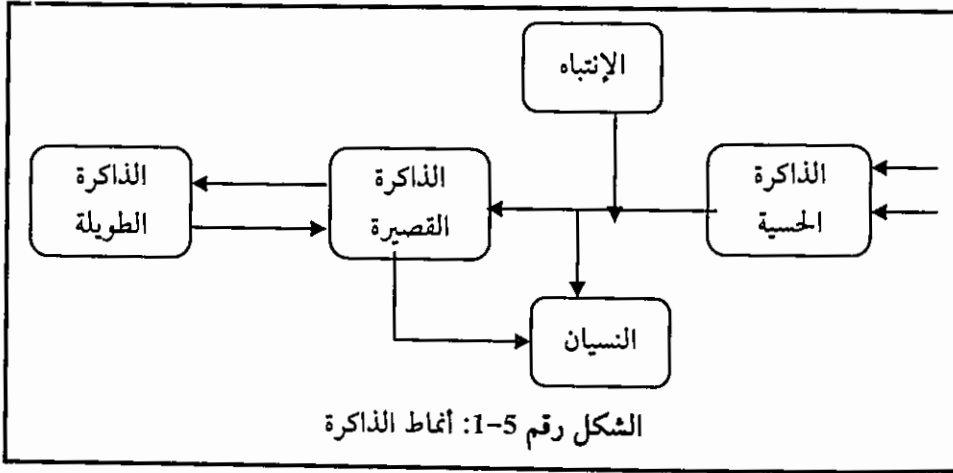 الإنتباه
الذاكرة
الحسية
الذاكرة
القصيرة
الذاكرة
الطويلة
النسيان
الشكل رقم 5-1: أنماط الذاكرة